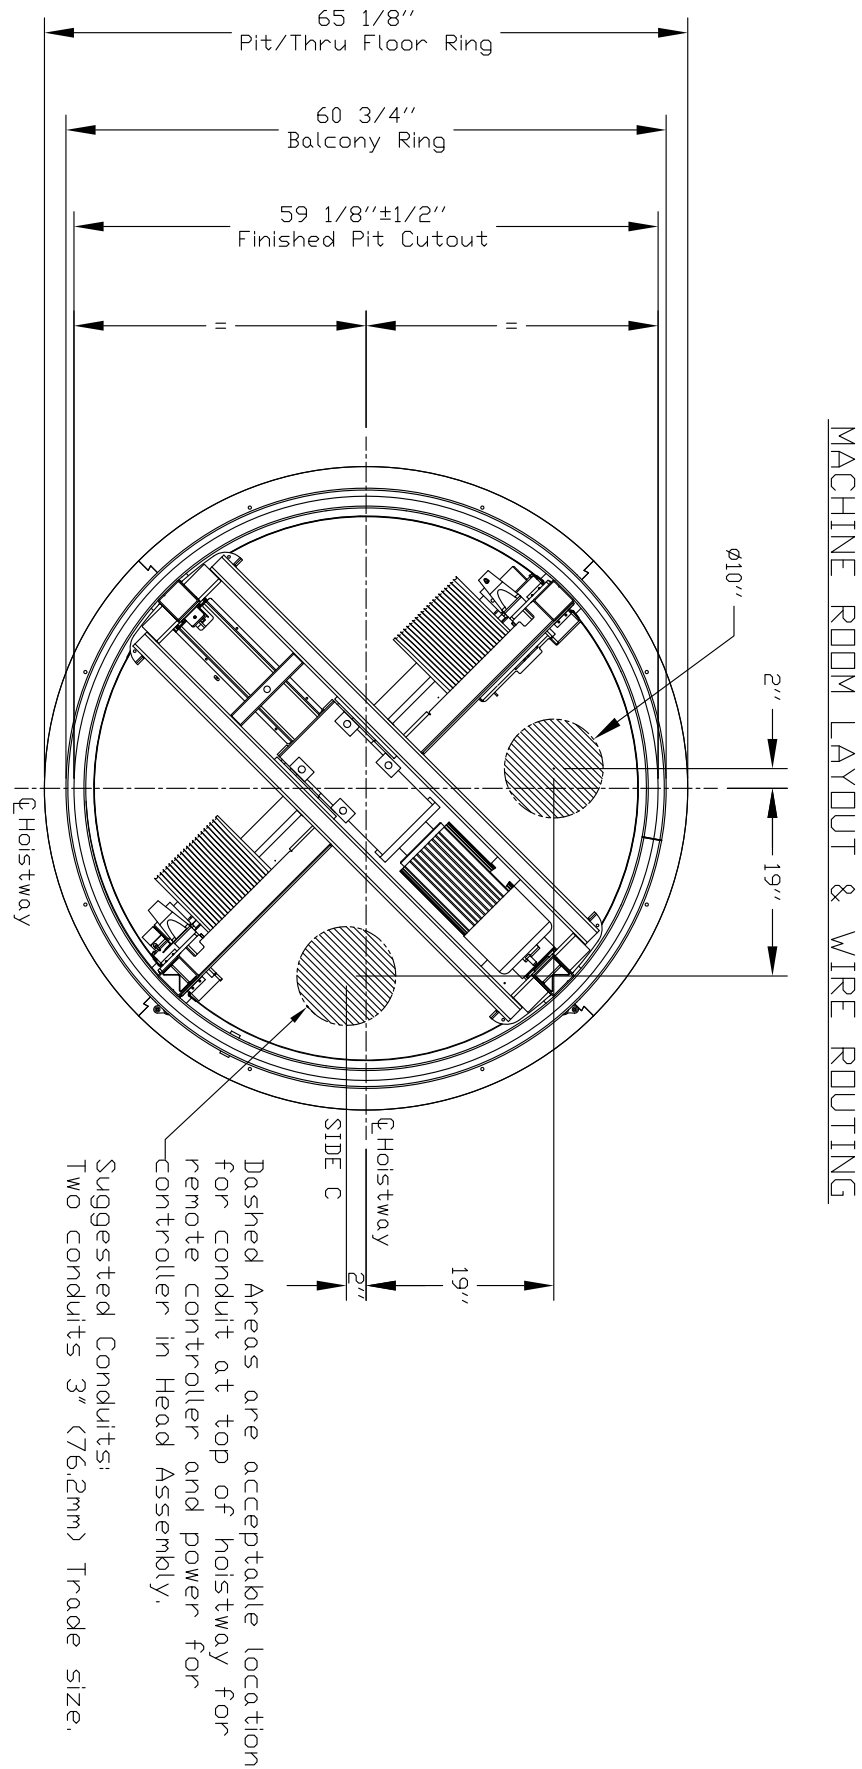 MACHINE ROOM LAYOUT & WIRE ROUTING
65 1/8''
Pit/Thru Floor Ring
60 3/4''
Balcony Ring
59 1/8''±1/2''
Finished Pit Cutout
=
=
ø10''
2''
19''
℄ Hoistway
℄ Hoistway
SIDE C
19''
2''
Dashed Areas are acceptable location
for conduit at top of hoistway for
remote controller and power for
controller in Head Assembly.
Suggested Conduits:
Two conduits 3" (76.2mm) Trade size.